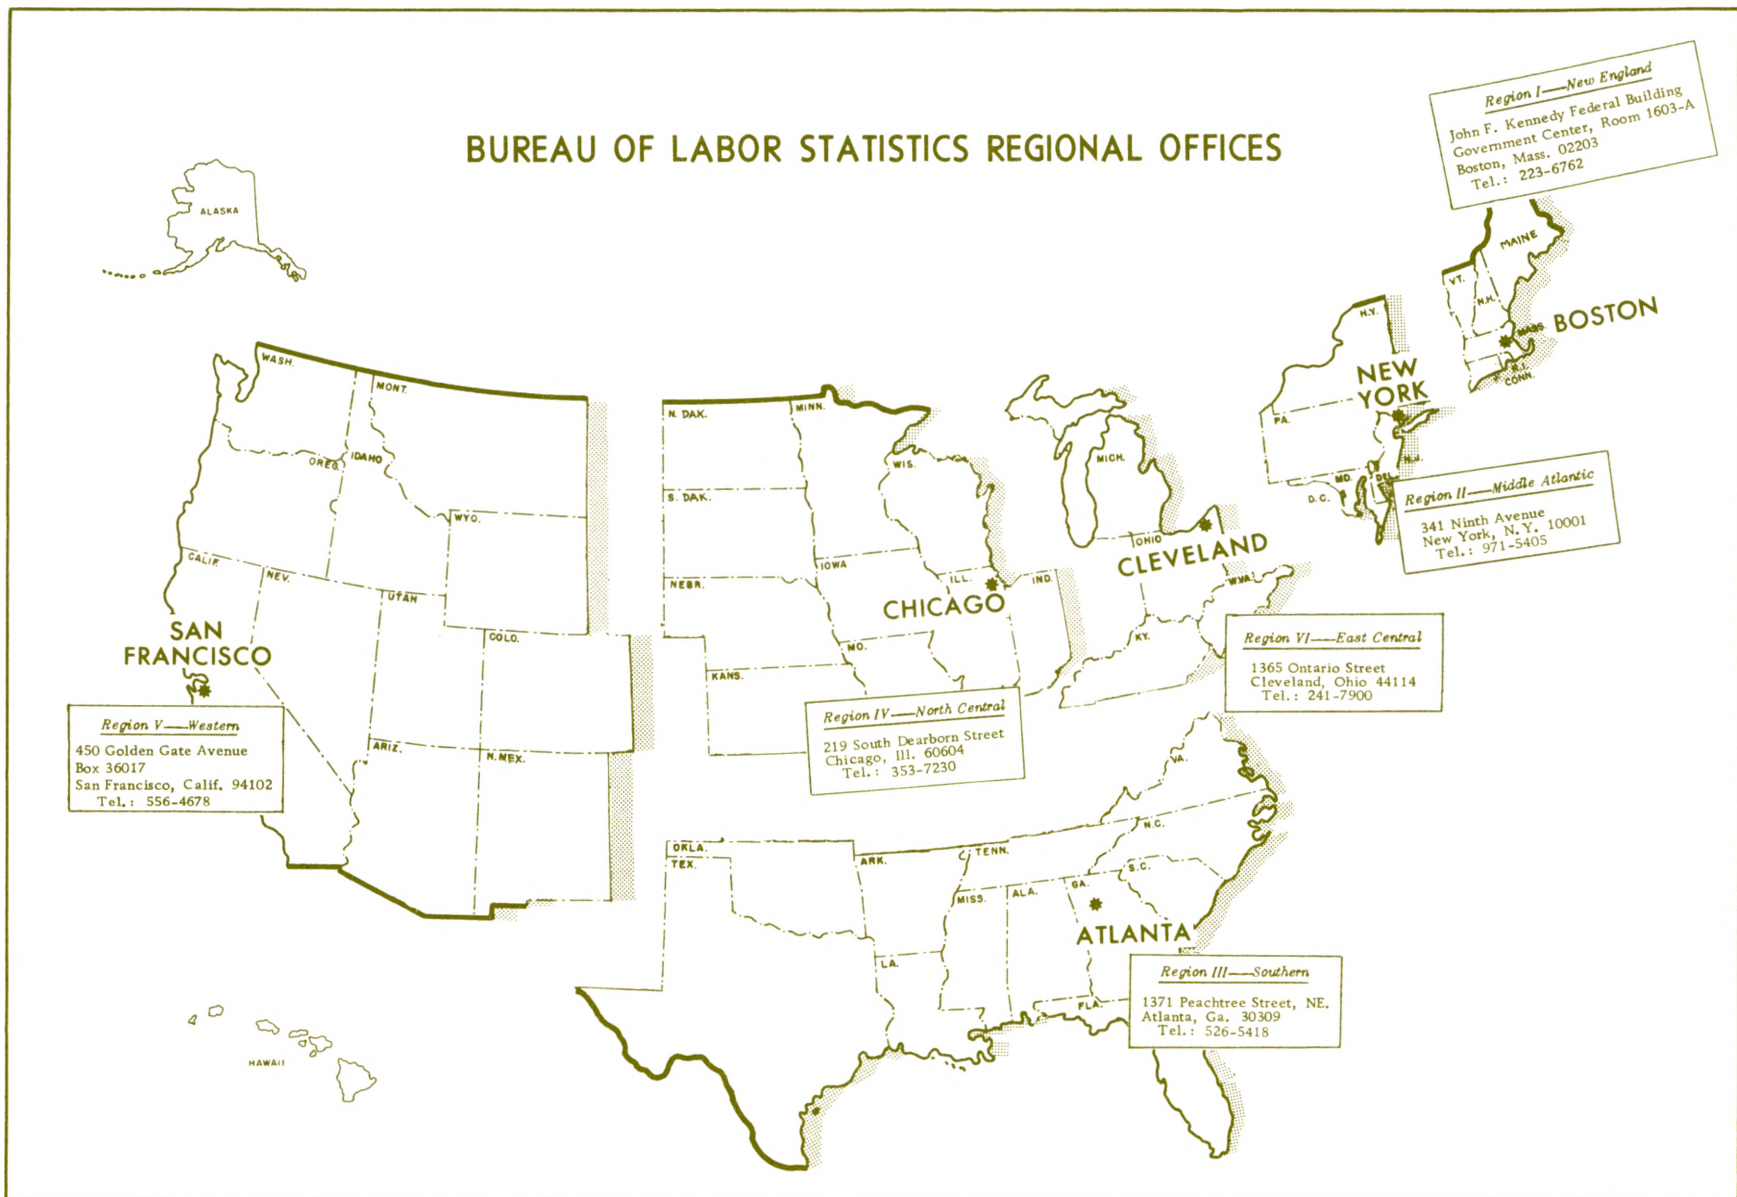 BUREAU OF LABOR STATISTICS REGIONAL OFFICES
Region I—New England
John F. Kennedy Federal Building
Government Center, Room 1603-A
Boston, Mass. 02203
Tel.: 223-6762
ALASKA
MAINE
VT.
N.H.
MASS
BOSTON
R.I.
CONN.
N.Y.
NEW
YORK
PA.
N.J.
MD.
DEL.
D.C.
Region II—Middle Atlantic
341 Ninth Avenue
New York, N.Y. 10001
Tel.: 971-5405
WASH.
MONT.
OREG.
IDAHO
WYO.
CALIF.
NEV.
UTAH
COLO.
ARIZ.
N.MEX.
SAN
FRANCISCO
Region V—Western
450 Golden Gate Avenue
Box 36017
San Francisco, Calif. 94102
Tel.: 556-4678
N. DAK.
MINN.
S. DAK.
WIS.
NEBR.
IOWA
ILL.
IND.
CHICAGO
KANS.
MO.
Region IV—North Central
219 South Dearborn Street
Chicago, Ill. 60604
Tel.: 353-7230
MICH.
OHIO
CLEVELAND
W.VA.
KY.
Region VI—East Central
1365 Ontario Street
Cleveland, Ohio 44114
Tel.: 241-7900
VA.
N.C.
OKLA.
TEX.
ARK.
TENN.
S.C.
MISS.
ALA.
GA.
ATLANTA
LA.
FLA.
Region III—Southern
1371 Peachtree Street, NE.
Atlanta, Ga. 30309
Tel.: 526-5418
HAWAII